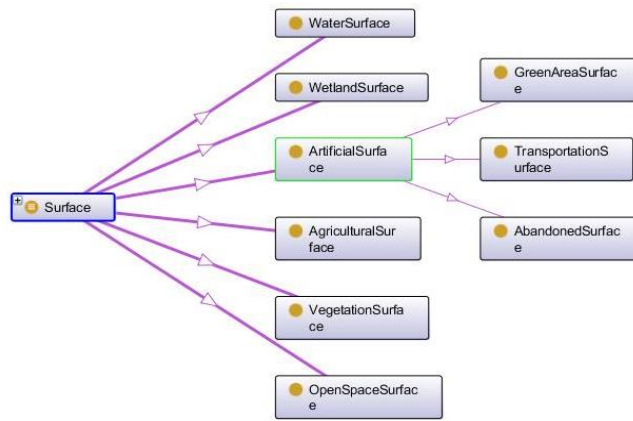 WaterSurface
WetlandSurface
GreenAreaSurfac
e
ArtificialSurfa
ce
TransportationS
urface
Surface
AgriculturalSur
face
AbandonedSurfac
e
VegetationSurfa
ce
OpenSpaceSurfac
e